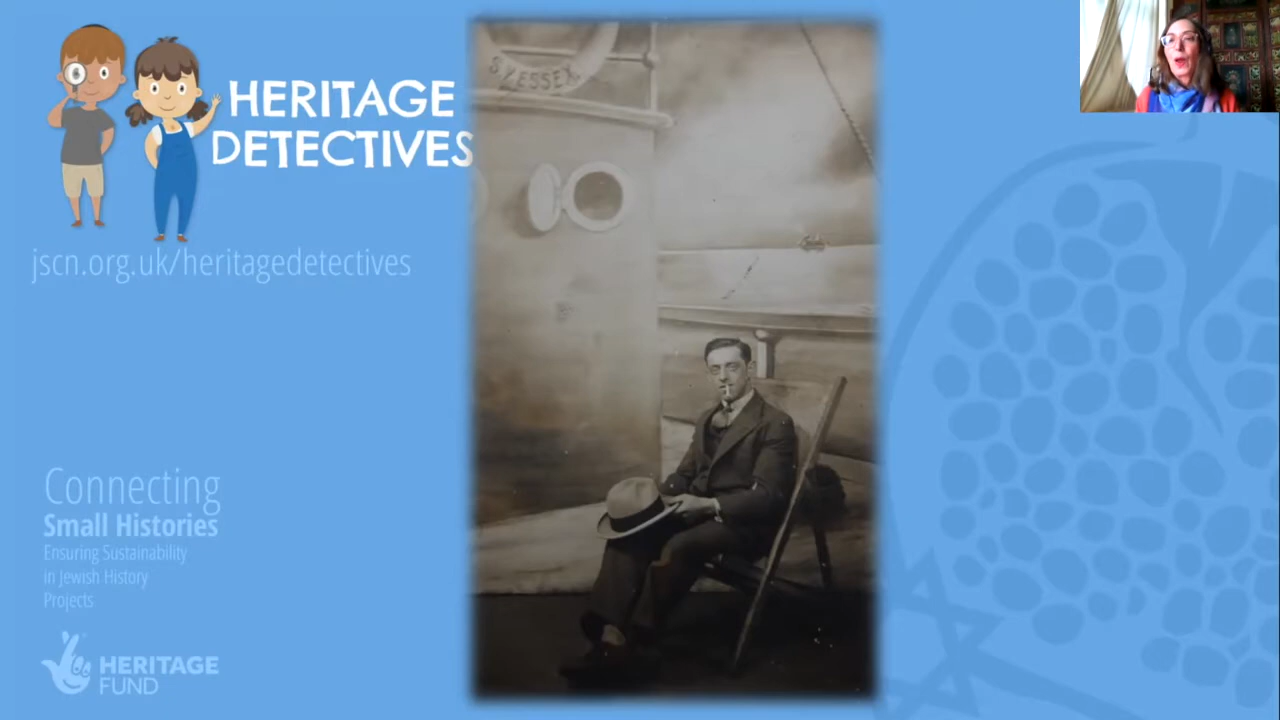 HERITAGE
DETECTIVES
jscn.org.uk/heritagedetectives
S.Y.ESSEX.
Connecting
Small Histories
Ensuring Sustainability
in Jewish History
Projects
HERITAGE
FUND